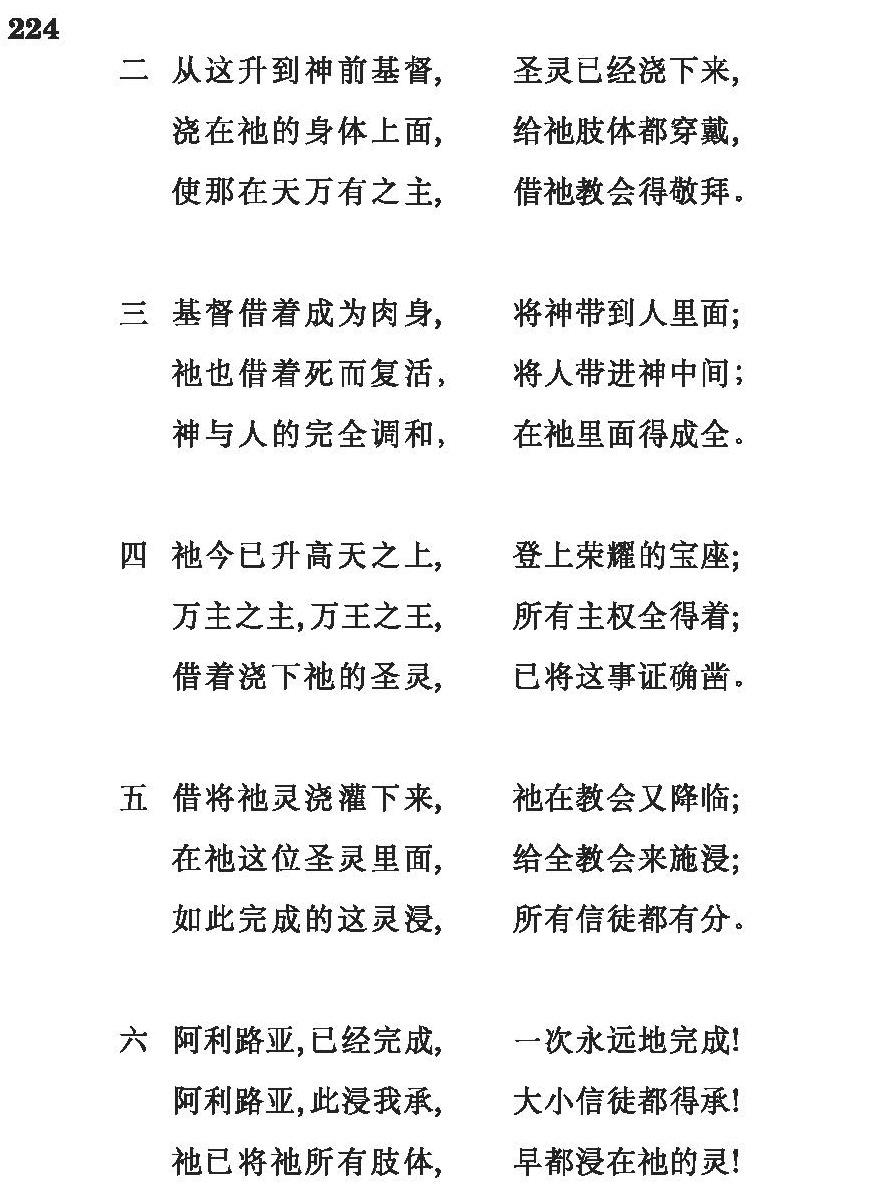 224
二 从这升到神前基督, 圣灵已经浇下来,
浇在祂的身体上面, 给祂肢体都穿戴,
使那在天万有之主, 借祂教会得敬拜。
三 基督借着成为肉身, 将神带到人里面;
祂也借着死而复活, 将人带进神中间;
神与人的完全调和, 在祂里面得成全。
四 祂今已升高天之上, 登上荣耀的宝座;
万主之主,万王之王, 所有主权全得着;
借着浇下祂的圣灵, 已将这事证确凿。
五 借将祂灵浇灌下来, 祂在教会又降临;
在祂这位圣灵里面, 给全教会来施浸;
如此完成的这灵浸, 所有信徒都有分。
六 阿利路亚,已经完成, 一次永远地完成!
阿利路亚,此浸我承, 大小信徒都得承!
祂已将祂所有肢体, 早都浸在祂的灵!